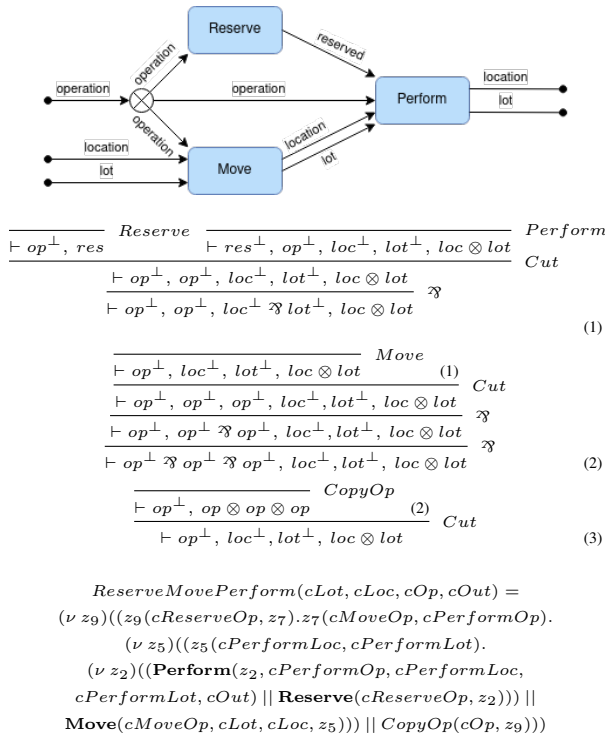 Reserve
operation
reserved
operation
operation
location
Perform
lot
operation
location
location
lot
lot
Move
⊢ op⊥, res Reserve ⊢ res⊥, op⊥, loc⊥, lot⊥, loc ⊗ lot Perform
Cut
⊢ op⊥, op⊥, loc⊥, lot⊥, loc ⊗ lot
⅋
⊢ op⊥, op⊥, loc⊥ ⅋ lot⊥, loc ⊗ lot
(1)
⊢ op⊥, loc⊥, lot⊥, loc ⊗ lot Move (1)
Cut
⊢ op⊥, op⊥, op⊥, loc⊥, lot⊥, loc ⊗ lot
⅋
⊢ op⊥, op⊥ ⅋ op⊥, loc⊥, lot⊥, loc ⊗ lot
⅋
⊢ op⊥ ⅋ op⊥ ⅋ op⊥, loc⊥, lot⊥, loc ⊗ lot (2)
⊢ op⊥, op ⊗ op ⊗ op CopyOp (2)
Cut
⊢ op⊥, loc⊥, lot⊥, loc ⊗ lot (3)
ReserveMovePerform(cLot, cLoc, cOp, cOut) =
(ν z₉)((z₉(cReserveOp, z₇).z₇(cMoveOp, cPerformOp).
(ν z₅)((z₅(cPerformLoc, cPerformLot).
(ν z₂)((Perform(z₂, cPerformOp, cPerformLoc,
cPerformLot, cOut) || Reserve(cReserveOp, z₂))) ||
Move(cMoveOp, cLot, cLoc, z₅))) || CopyOp(cOp, z₉)))